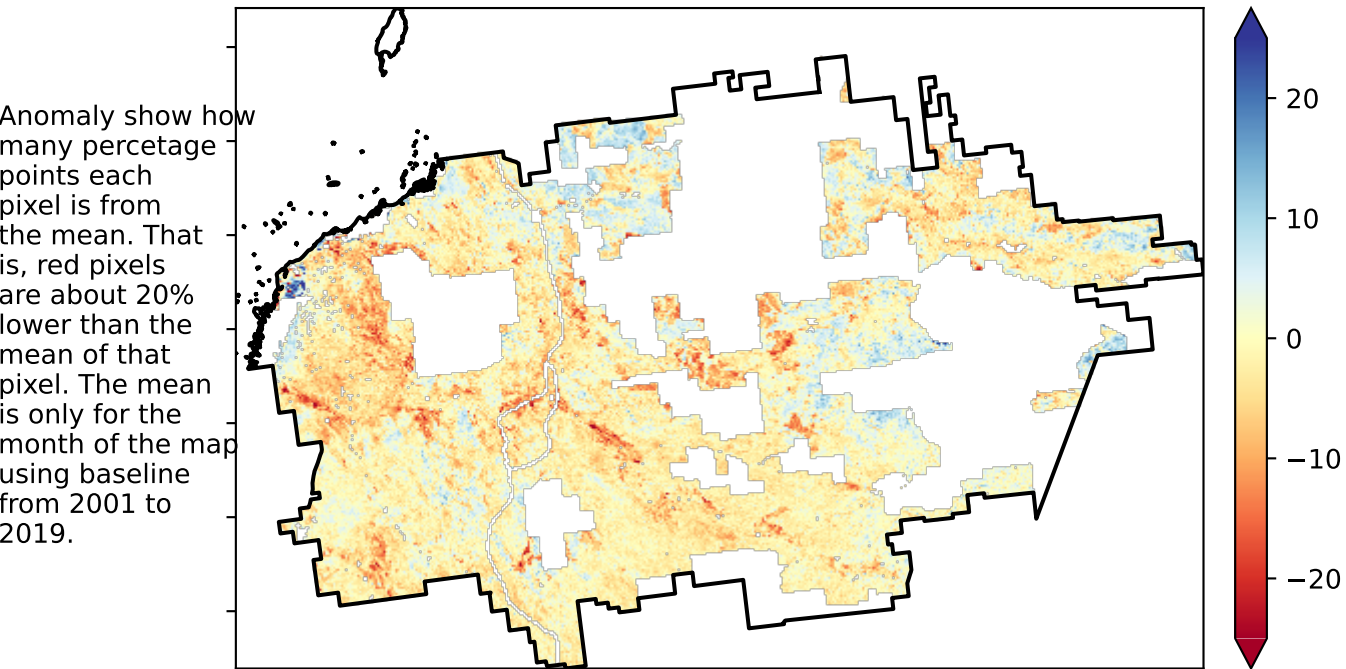 Anomaly show how
many percetage
points each
pixel is from
the mean. That
is, red pixels
are about 20%
lower than the
mean of that
pixel. The mean
is only for the
month of the map
using baseline
from 2001 to
2019.
20
10
0
−10
−20